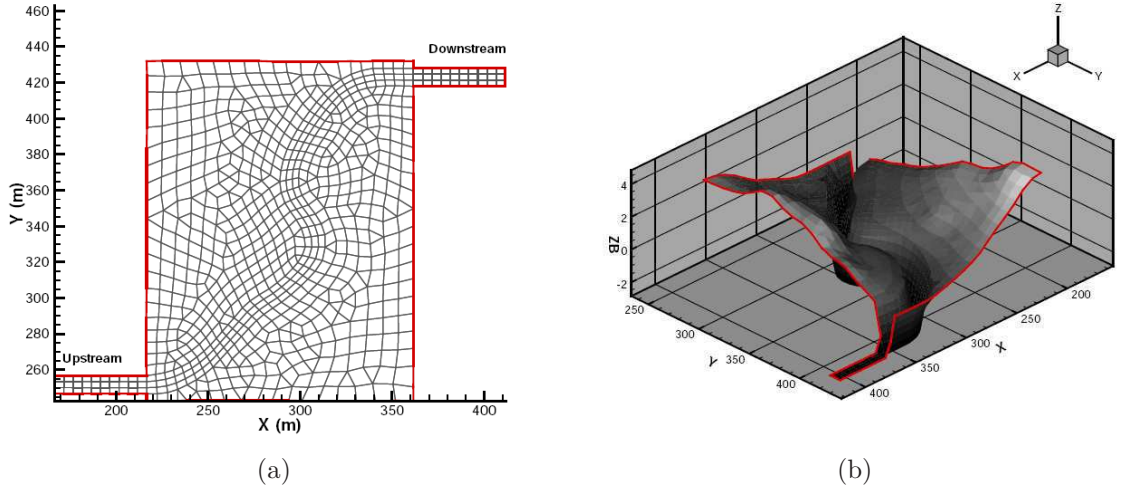 460
440
420
400
380
360
340
320
300
280
260
Y (m)
Downstream
Upstream
200 250 300 350 400
X (m)
(a)
Z
X Y
4
2
0
-2
ZB
250 300 350 400
Y
400 350 300 250 200
X
(b)